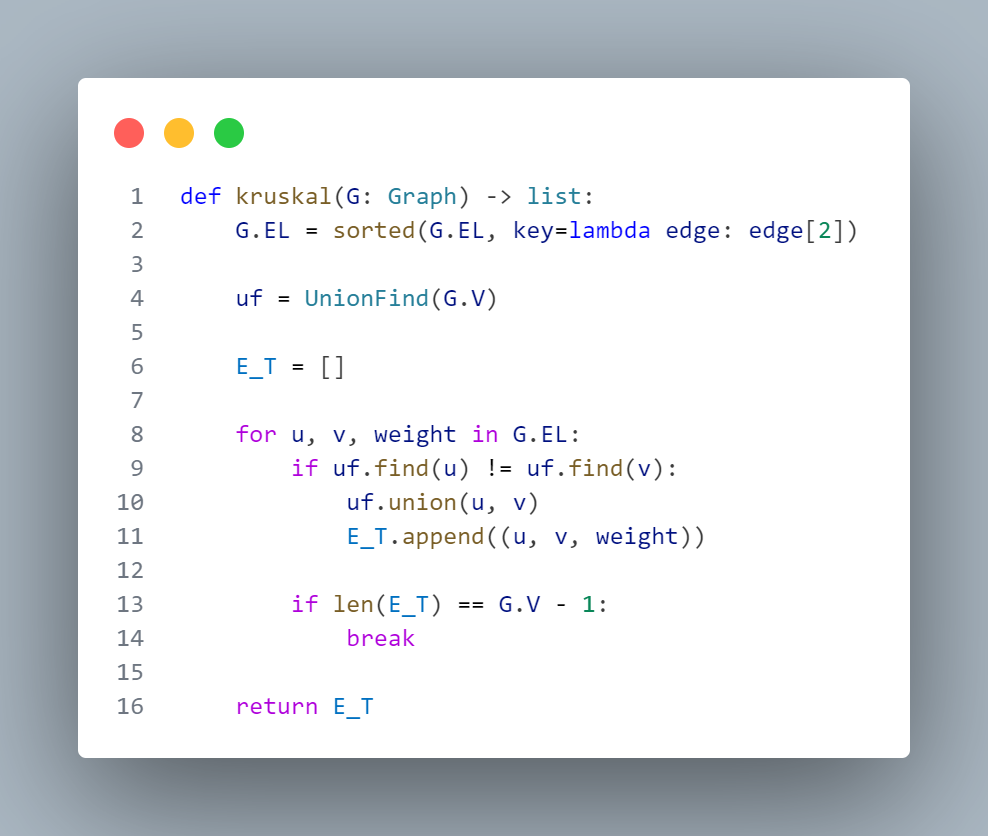 1 def kruskal(G: Graph) -> list:
2     G.EL = sorted(G.EL, key=lambda edge: edge[2])
3
4     uf = UnionFind(G.V)
5
6     E_T = []
7
8     for u, v, weight in G.EL:
9         if uf.find(u) != uf.find(v):
10             uf.union(u, v)
11             E_T.append((u, v, weight))
12
13         if len(E_T) == G.V - 1:
14             break
15
16     return E_T